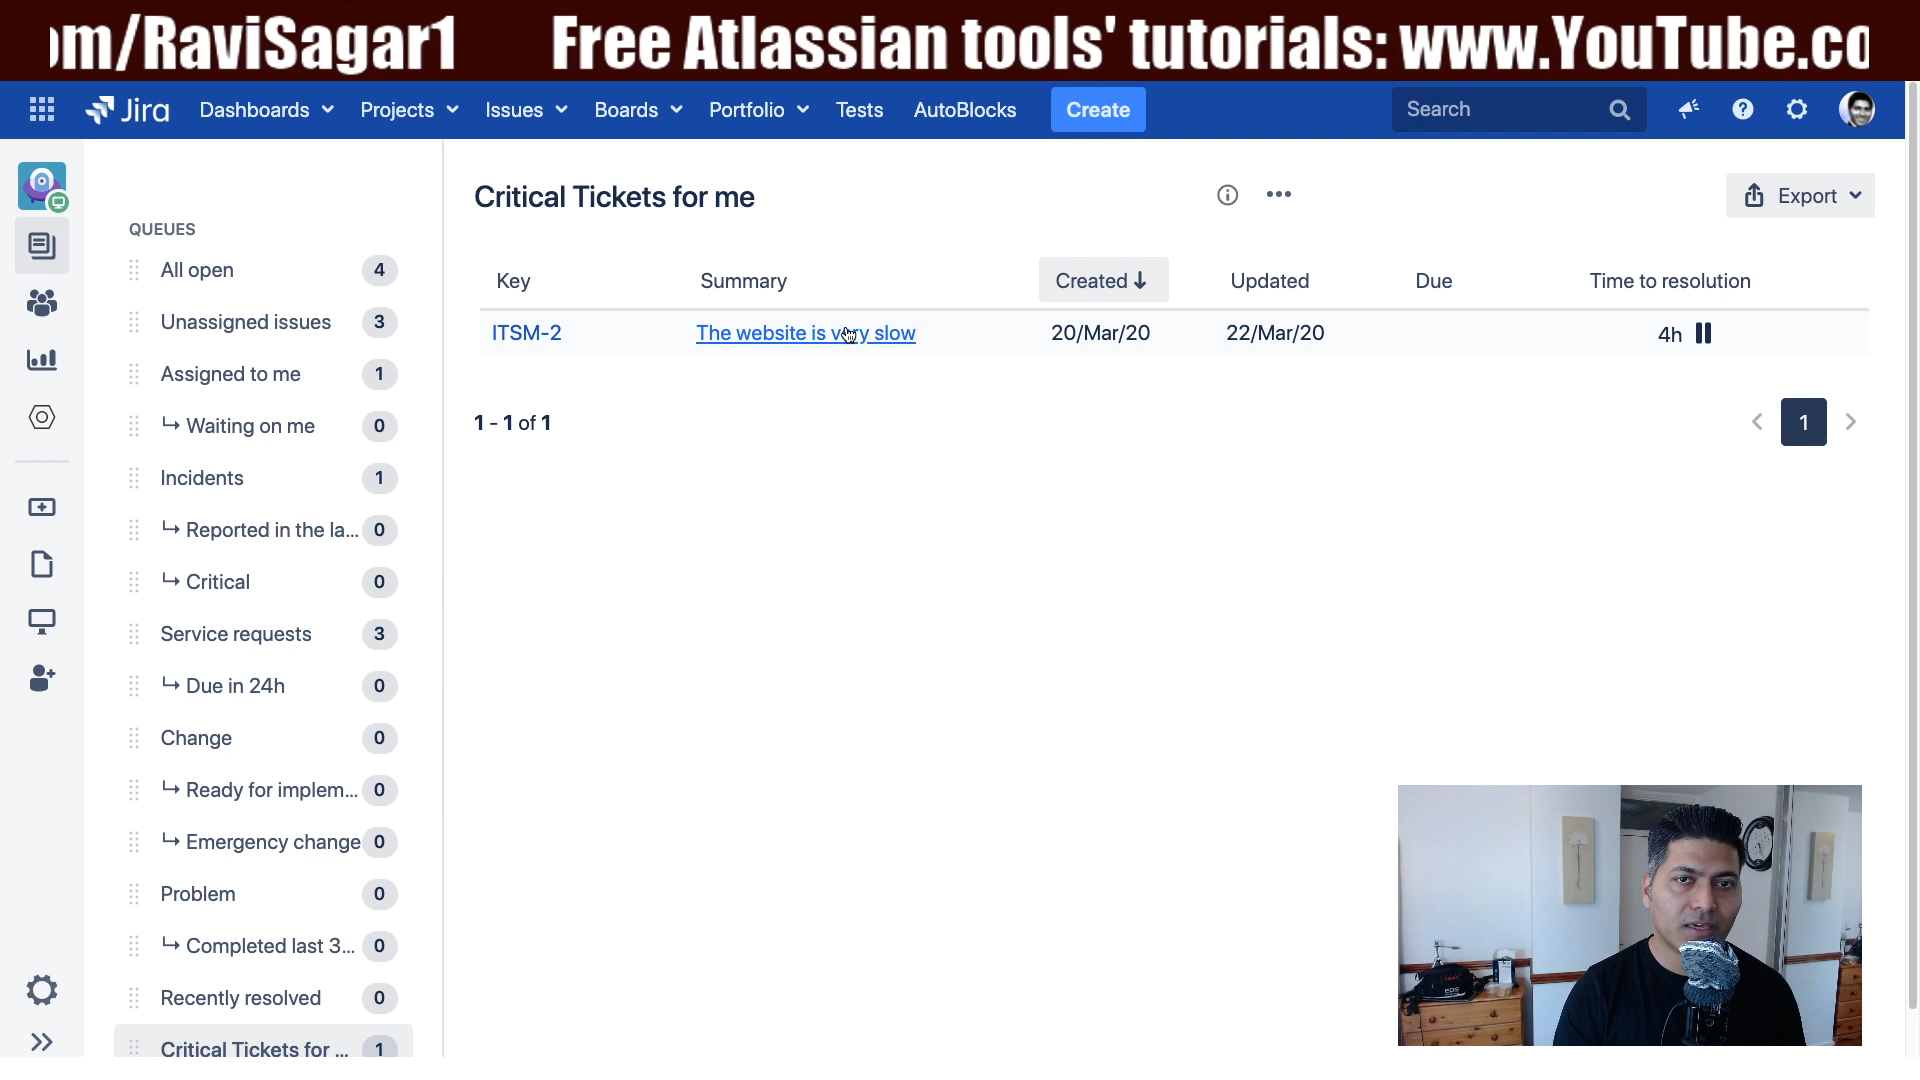 om/RaviSagar1 Free Atlassian tools' tutorials: www.YouTube.co
Jira Dashboards Projects Issues Boards Portfolio Tests AutoBlocks Create Search
Critical Tickets for me
Export
QUEUES
All open 4
Unassigned issues 3
Assigned to me 1
Waiting on me 0
Incidents 1
Reported in the la... 0
Critical 0
Service requests 3
Due in 24h 0
Change 0
Ready for implem... 0
Emergency change 0
Problem 0
Completed last 3... 0
Recently resolved 0
Critical Tickets for ... 1
Key Summary Created Updated Due Time to resolution
ITSM-2 The website is very slow 20/Mar/20 22/Mar/20 4h
1 - 1 of 1
1